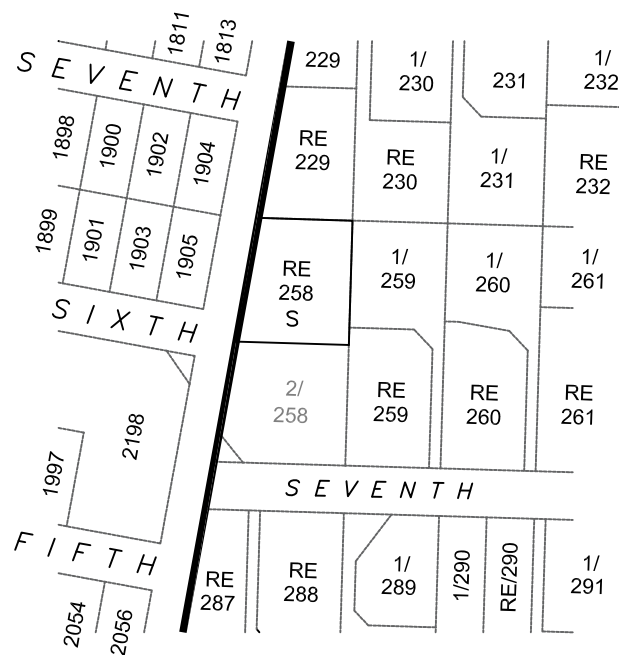 1811
1813
229
1/
230
231
1/
232
SEVENTH
1898
1900
1902
1904
RE
229
RE
230
1/
231
RE
232
1899
1901
1903
1905
RE
258
S
1/
259
1/
260
1/
261
SIXTH
2198
2/
258
RE
259
RE
260
RE
261
1997
SEVENTH
FIFTH
RE
287
RE
288
1/
289
1/290
RE/290
1/
291
2054
2056